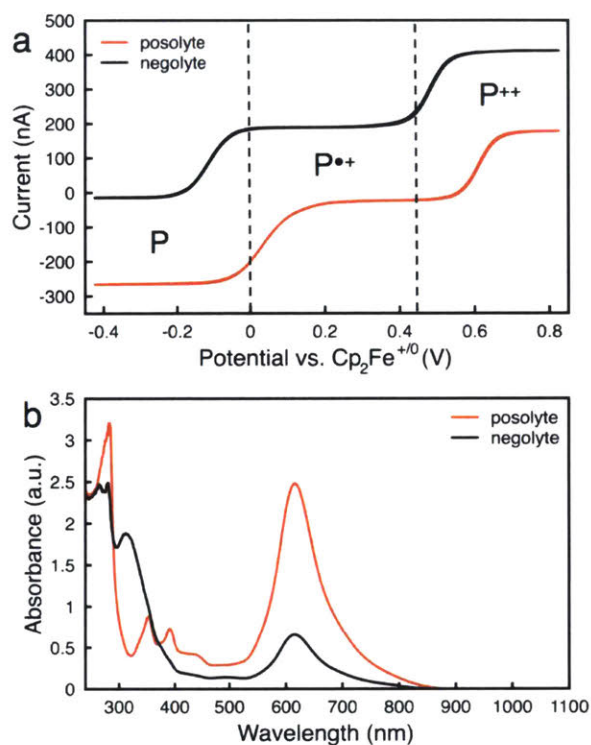 a
posolyte
negolyte
500
400
300
200
100
0
-100
-200
-300
Current (nA)
P
P•+
P++
-0.4
-0.2
0
0.2
0.4
0.6
0.8
Potential vs. Cp₂Fe⁺/⁰ (V)
b
posolyte
negolyte
3.5
3
2.5
2
1.5
1
0.5
0
Absorbance (a.u.)
300
400
500
600
700
800
900
1000
1100
Wavelength (nm)